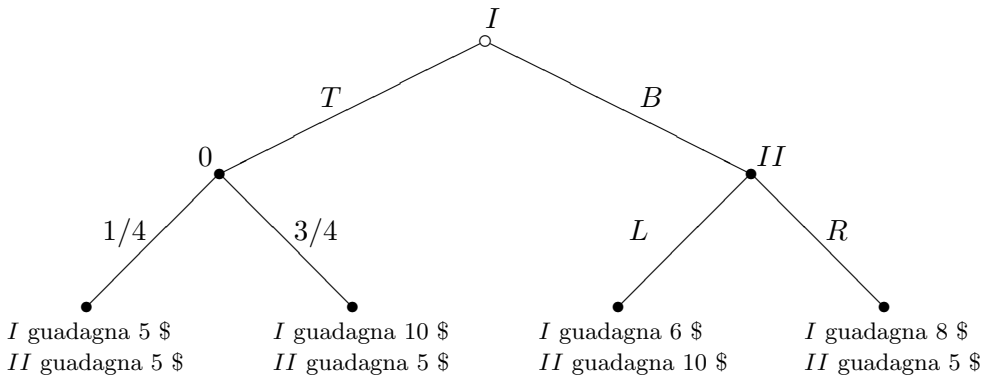 I
T
B
0
II
1/4
3/4
L
R
I guadagna 5 $
II guadagna 5 $
I guadagna 10 $
II guadagna 5 $
I guadagna 6 $
II guadagna 10 $
I guadagna 8 $
II guadagna 5 $